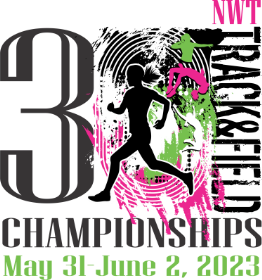 NWT
TRACK&FIELD
30
CHAMPIONSHIPS
May 31-June 2, 2023